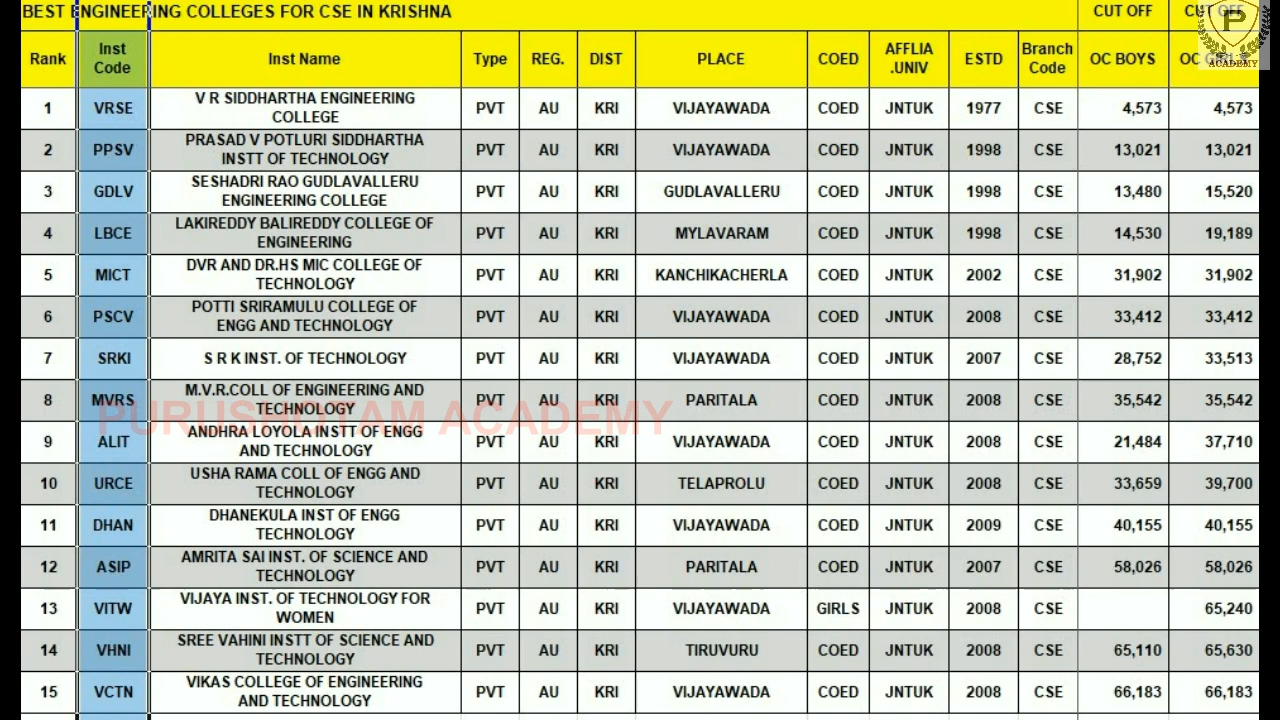 BEST ENGINEERING COLLEGES FOR CSE IN KRISHNA CUT OFF CUT OFF
Rank Inst Code Inst Name Type REG. DIST PLACE COED AFFLIA .UNIV ESTD Branch Code OC BOYS OC
P
ACADEMY
1 VRSE V R SIDDHARTHA ENGINEERING COLLEGE PVT AU KRI VIJAYAWADA COED JNTUK 1977 CSE 4,573 4,573
2 PPSV PRASAD V POTLURI SIDDHARTHA INSTT OF TECHNOLOGY PVT AU KRI VIJAYAWADA COED JNTUK 1998 CSE 13,021 13,021
3 GDLV SESHADRI RAO GUDLAVALLERU ENGINEERING COLLEGE PVT AU KRI GUDLAVALLERU COED JNTUK 1998 CSE 13,480 15,520
4 LBCE LAKIREDDY BALIREDDY COLLEGE OF ENGINEERING PVT AU KRI MYLAVARAM COED JNTUK 1998 CSE 14,530 19,189
5 MICT DVR AND DR.HS MIC COLLEGE OF TECHNOLOGY PVT AU KRI KANCHIKACHERLA COED JNTUK 2002 CSE 31,902 31,902
6 PSCV POTTI SRIRAMULU COLLEGE OF ENGG AND TECHNOLOGY PVT AU KRI VIJAYAWADA COED JNTUK 2008 CSE 33,412 33,412
7 SRKI S R K INST. OF TECHNOLOGY PVT AU KRI VIJAYAWADA COED JNTUK 2007 CSE 28,752 33,513
8 MVRS M.V.R.COLL OF ENGINEERING AND TECHNOLOGY PVT AU KRI PARITALA COED JNTUK 2008 CSE 35,542 35,542
PURUSHOTAM ACADEMY
9 ALIT ANDHRA LOYOLA INSTT OF ENGG AND TECHNOLOGY PVT AU KRI VIJAYAWADA COED JNTUK 2008 CSE 21,484 37,710
10 URCE USHA RAMA COLL OF ENGG AND TECHNOLOGY PVT AU KRI TELAPROLU COED JNTUK 2008 CSE 33,659 39,700
11 DHAN DHANEKULA INST OF ENGG TECHNOLOGY PVT AU KRI VIJAYAWADA COED JNTUK 2009 CSE 40,155 40,155
12 ASIP AMRITA SAI INST. OF SCIENCE AND TECHNOLOGY PVT AU KRI PARITALA COED JNTUK 2007 CSE 58,026 58,026
13 VITW VIJAYA INST. OF TECHNOLOGY FOR WOMEN PVT AU KRI VIJAYAWADA GIRLS JNTUK 2008 CSE 65,240
14 VHNI SREE VAHINI INSTT OF SCIENCE AND TECHNOLOGY PVT AU KRI TIRUVURU COED JNTUK 2008 CSE 65,110 65,630
15 VCTN VIKAS COLLEGE OF ENGINEERING AND TECHNOLOGY PVT AU KRI VIJAYAWADA COED JNTUK 2008 CSE 66,183 66,183